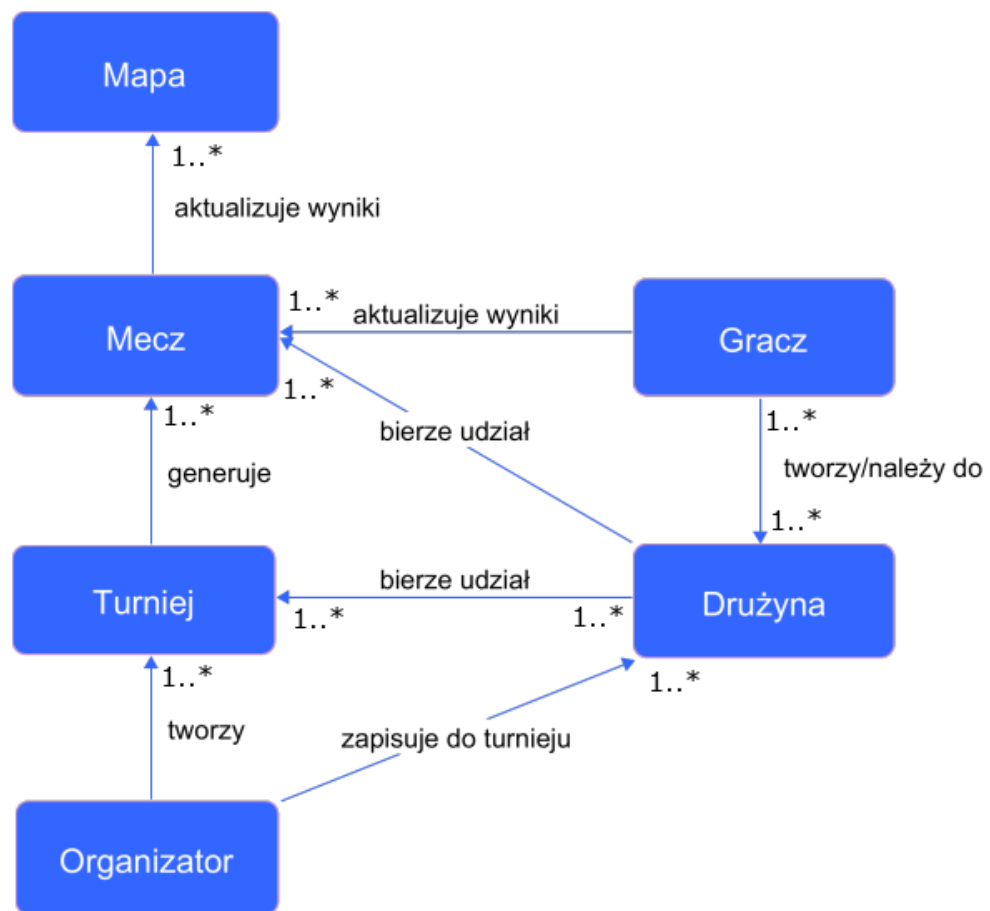 Mapa
1..*
aktualizuje wyniki
Mecz
1..*
aktualizuje wyniki
Gracz
1..*
1..*
bierze udział
1..*
generuje
tworzy/należy do
1..*
Turniej
bierze udział
1..*
1..*
Drużyna
1..*
1..*
tworzy
zapisuje do turnieju
Organizator